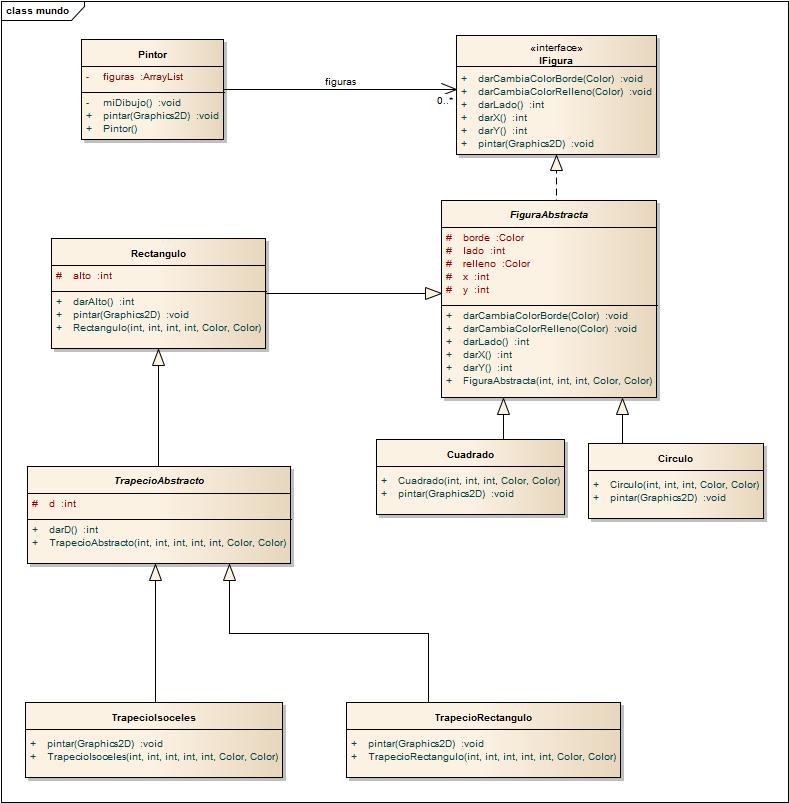 class mundo
Pintor
- figuras :ArrayList
- miDibujo() :void
+ pintar(Graphics2D) :void
+ Pintor()
figuras
0..*
«interface»
IFigura
+ darCambiaColorBorde(Color) :void
+ darCambiaColorRelleno(Color) :void
+ darLado() :int
+ darX() :int
+ darY() :int
+ pintar(Graphics2D) :void
FiguraAbstracta
# borde :Color
# lado :int
# relleno :Color
# x :int
# y :int
+ darCambiaColorBorde(Color) :void
+ darCambiaColorRelleno(Color) :void
+ darLado() :int
+ darX() :int
+ darY() :int
+ FiguraAbstracta(int, int, int, Color, Color)
Rectangulo
# alto :int
+ darAlto() :int
+ pintar(Graphics2D) :void
+ Rectangulo(int, int, int, int, Color, Color)
Cuadrado
+ Cuadrado(int, int, int, Color, Color)
+ pintar(Graphics2D) :void
Circulo
+ Circulo(int, int, int, Color, Color)
+ pintar(Graphics2D) :void
TrapecioAbstracto
# d :int
+ darD() :int
+ TrapecioAbstracto(int, int, int, int, int, Color, Color)
TrapecioIsoceles
+ pintar(Graphics2D) :void
+ TrapecioIsoceles(int, int, int, int, int, Color, Color)
TrapecioRectangulo
+ pintar(Graphics2D) :void
+ TrapecioRectangulo(int, int, int, int, int, Color, Color)